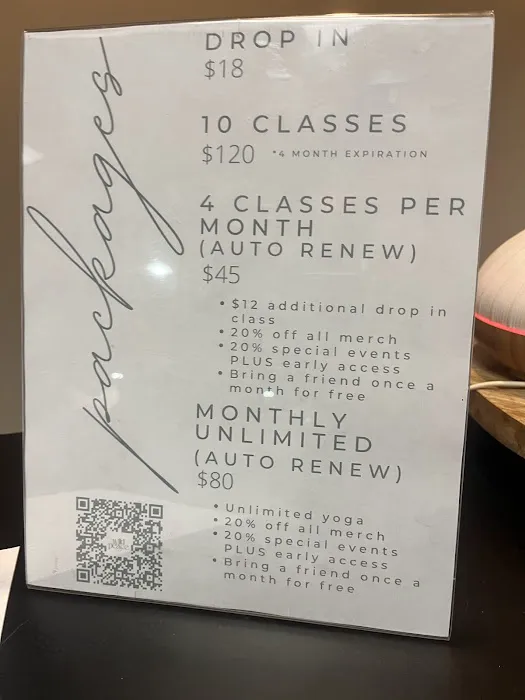 packages
DROP IN
$18
10 CLASSES
$120 *4 MONTH EXPIRATION
4 CLASSES PER
MONTH
(AUTO RENEW)
$45
• $12 additional drop in
class
• 20% off all merch
• 20% special events
PLUS early access
• Bring a friend once a
month for free
MONTHLY
UNLIMITED
(AUTO RENEW)
$80
• Unlimited yoga
• 20% off all merch
• 20% special events
PLUS early access
• Bring a friend once a
month for free